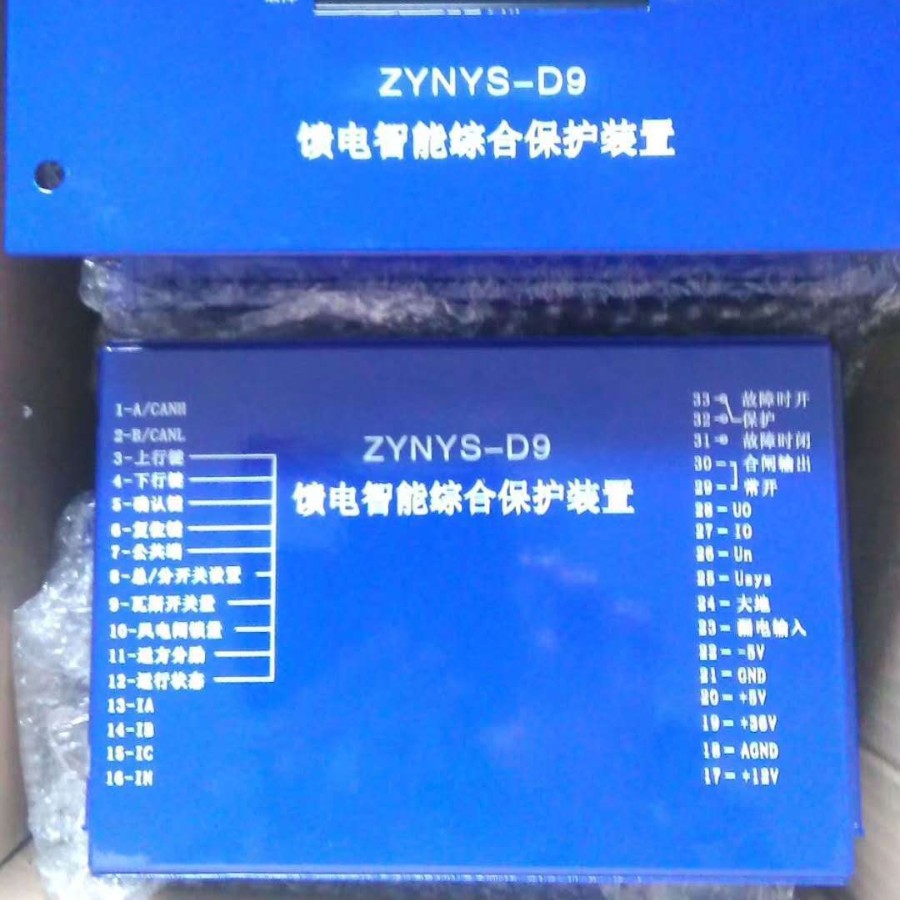 ZYNYS-D9
馈电智能综合保护装置
ZYNYS-D9
馈电智能综合保护装置
1-A/CANH
2-B/CANL
3-上行键
4-下行键
5-确认键
6-复位键
7-公共端
8-总/分开关设置
9-瓦斯开关量
10-风电闭锁量
11-远方分励
12-运行状态
13-IA
14-IB
15-IC
16-IN
33- 故障时开
32- 保护
31- 故障时闭
30- 合闸输出
29- 常开
28- U0
27- I0
26- Un
25- Usys
24- 大地
23- 漏电输入
22- -5V
21- GND
20- +5V
19- +36V
18- AGND
17- +12V